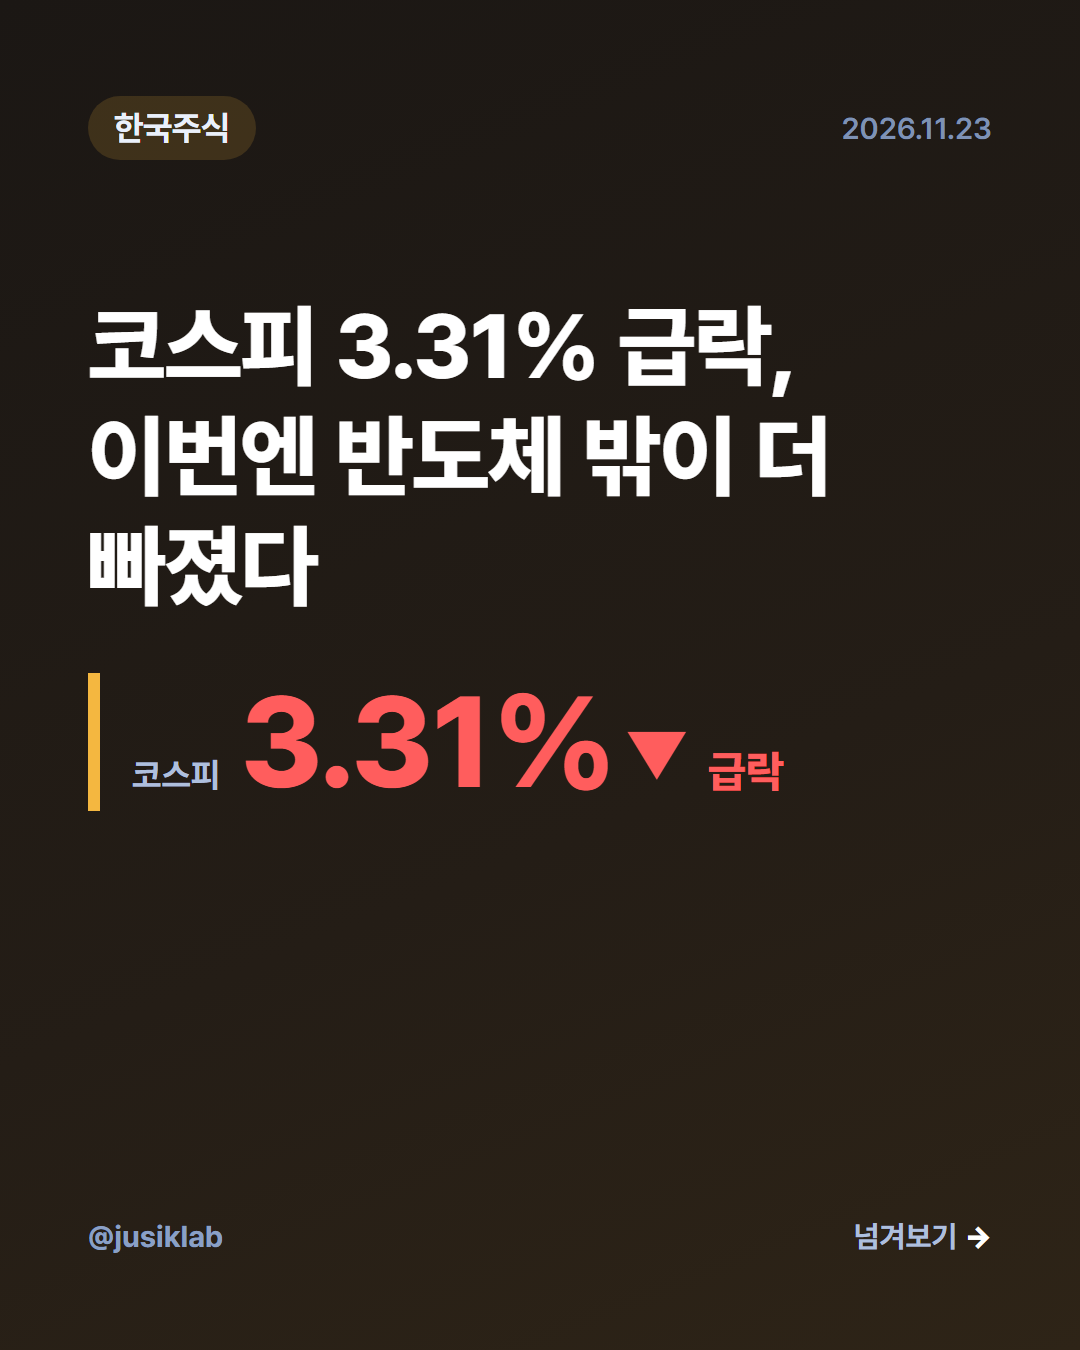 한국주식
2026.11.23
코스피 3.31% 급락,
이번엔 반도체 밖이 더
빠졌다
코스피 3.31%▼ 급락
@jusiklab
넘겨보기 →